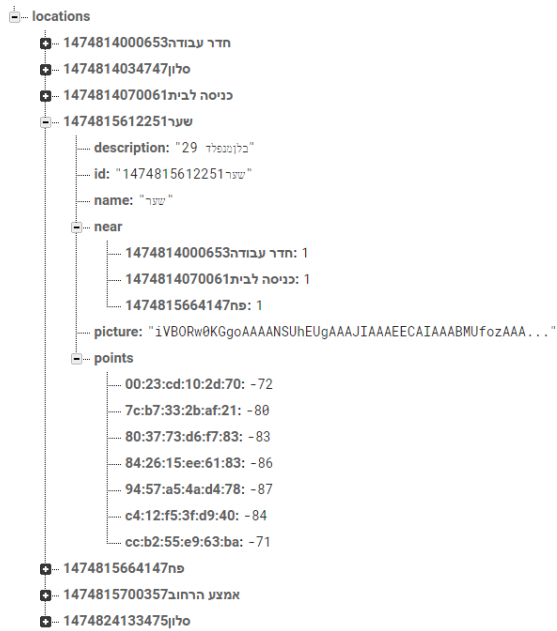 locations
1474814000653חדר עבודה
1474814034747סלון
1474814070061כניסה לבית
1474815612251שער
description: "29 בלןמנפלד"
id: "1474815612251שער"
name: "שער"
near
1474814000653חדר עבודה: 1
1474814070061כניסה לבית: 1
1474815664147פח: 1
picture: "iVBORw0KGgoAAAANSUhEUgAAAJIAAAEECAIAAABMUfozAAA..."
points
00:23:cd:10:2d:70: -72
7c:b7:33:2b:af:21: -80
80:37:73:d6:f7:83: -83
84:26:15:ee:61:83: -86
94:57:a5:4a:d4:78: -87
c4:12:f5:3f:d9:40: -84
cc:b2:55:e9:63:ba: -71
1474815664147פח
1474815700357אמצע הרחוב
1474824133475סלון